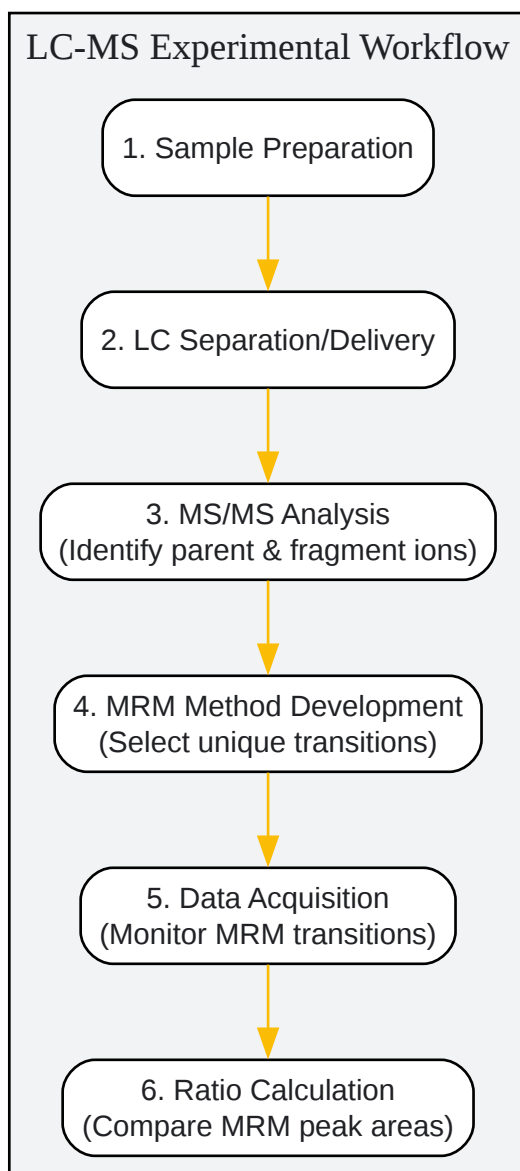 LC-MS Experimental Workflow
1. Sample Preparation
2. LC Separation/Delivery
3. MS/MS Analysis
(Identify parent & fragment ions)
4. MRM Method Development
(Select unique transitions)
5. Data Acquisition
(Monitor MRM transitions)
6. Ratio Calculation
(Compare MRM peak areas)